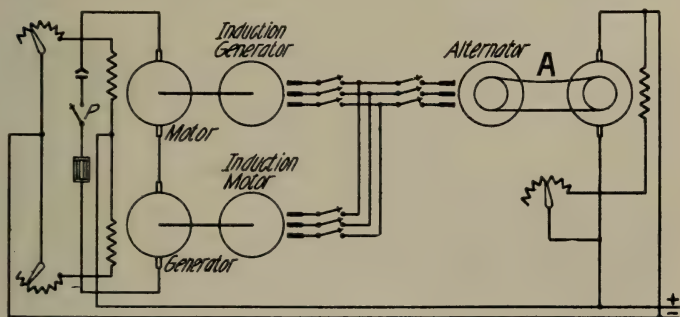 Induction
Generator
Alternator
A
P
Motor
Induction
Motor
Generator
+
-